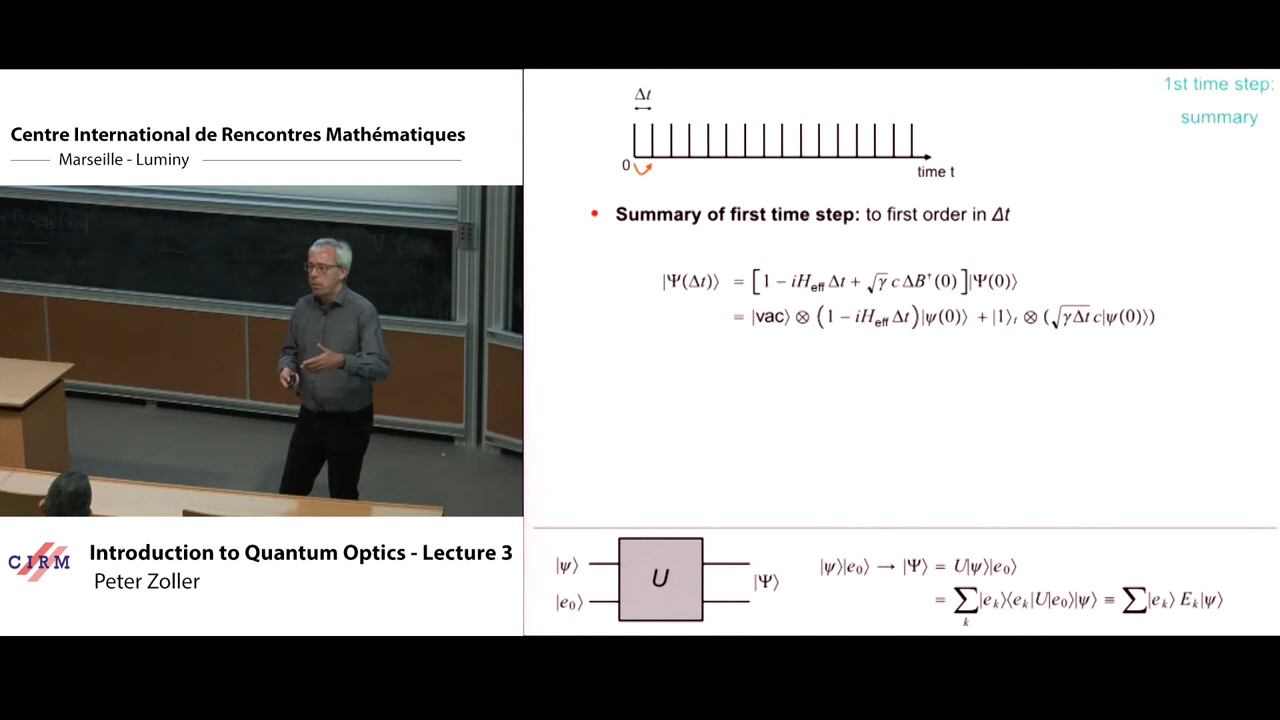 Centre International de Rencontres Mathématiques
Marseille - Luminy
CIRM
Introduction to Quantum Optics - Lecture 3
Peter Zoller
1st time step:
summary
Δt
0
time t
• Summary of first time step: to first order in Δt
|Ψ(Δt)⟩ = [1 − iH_eff Δt + √γ c ΔB†(0)]|Ψ(0)⟩
= |vac⟩ ⊗ (1 − iH_eff Δt)|ψ(0)⟩ + |1⟩_t ⊗ (√γΔt c|ψ(0)⟩)
|ψ⟩
|e₀⟩
U
|Ψ⟩
|ψ⟩|e₀⟩ → |Ψ⟩ = U|ψ⟩|e₀⟩
= ∑_k |e_k⟩⟨e_k|U|e₀⟩|ψ⟩ ≡ ∑|e_k⟩ E_k|ψ⟩